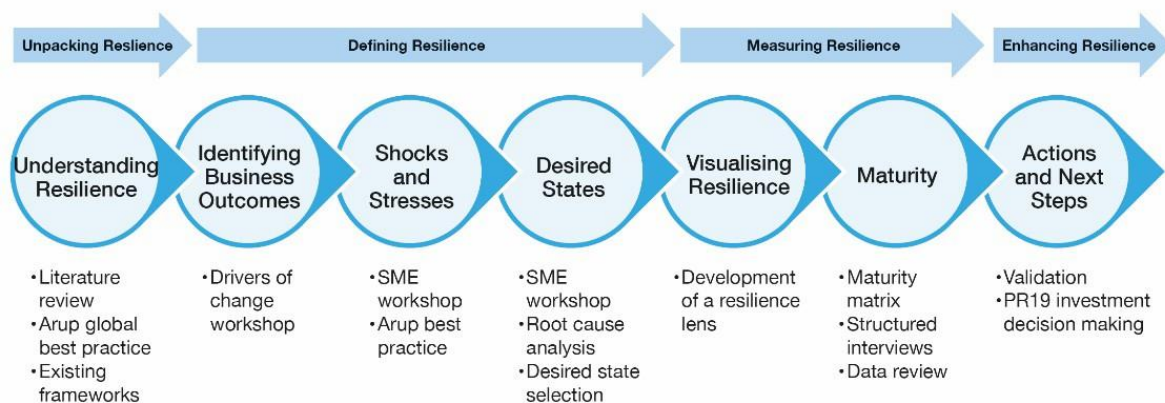 Unpacking Reslience
Defining Resilience
Measuring Resilience
Enhancing Resilience
Understanding
Resilience
Identifying
Business
Outcomes
Shocks
and
Stresses
Desired
States
Visualising
Resilience
Maturity
Actions
and Next
Steps
•Literature
review
•Arup global
best practice
•Existing
frameworks
•Drivers of
change
workshop
•SME
workshop
•Arup best
practice
•SME
workshop
•Root cause
analysis
•Desired state
selection
•Development
of a resilience
lens
•Maturity
matrix
•Structured
interviews
•Data review
•Validation
•PR19 investment
decision making